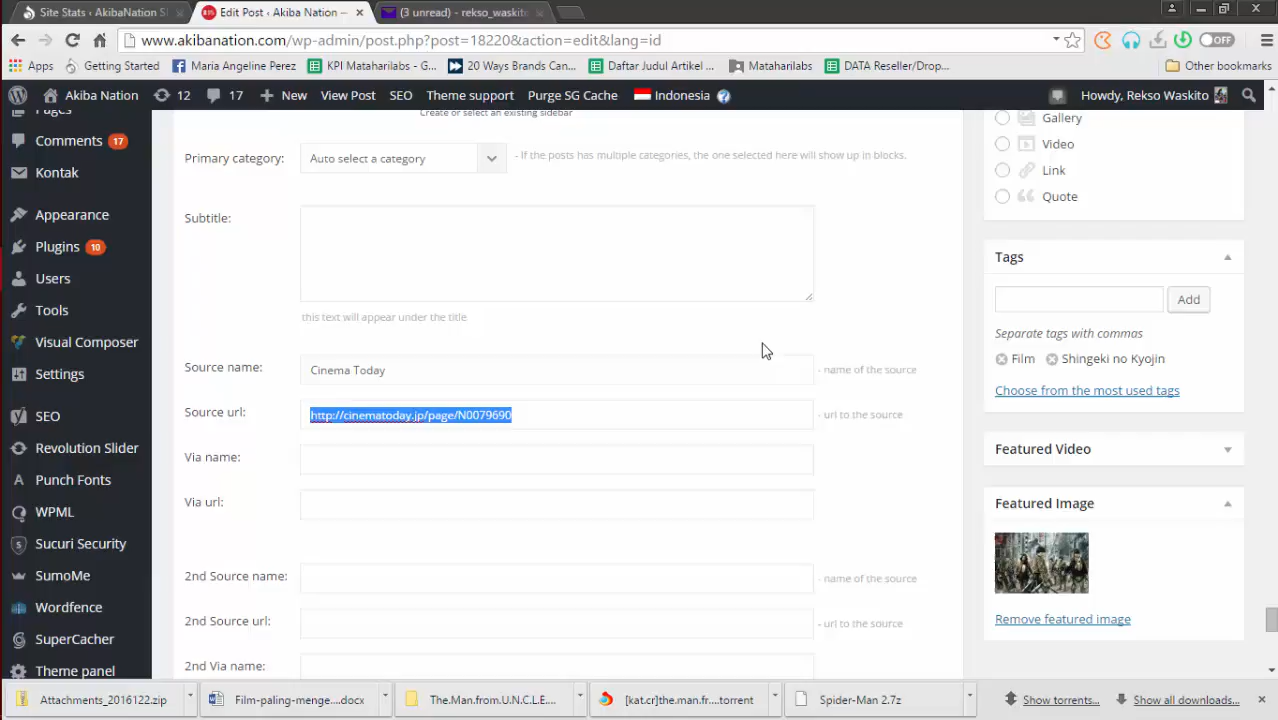 Site Stats ‹ AkibaNation S
Edit Post ‹ Akiba Nation —
(3 unread) - rekso_waskito
www.akibanation.com/wp-admin/post.php?post=18220&action=edit&lang=id
OFF
Apps
Getting Started
Maria Angeline Perez
KPI Mataharilabs - G...
20 Ways Brands Can...
Daftar Judul Artikel ...
Mataharilabs
DATA Reseller/Drop...
Other bookmarks
Akiba Nation
12
17
New
View Post
SEO
Theme support
Purge SG Cache
Indonesia
Howdy, Rekso Waskito
Pages
Comments 17
Kontak
Appearance
Plugins 10
Users
Tools
Visual Composer
Settings
SEO
Revolution Slider
Punch Fonts
WPML
Sucuri Security
SumoMe
Wordfence
SuperCacher
Theme panel
Create or select an existing sidebar
Primary category:
Auto select a category
- If the posts has multiple categories, the one selected here will show up in blocks.
Subtitle:
this text will appear under the title
Source name:
Cinema Today
- name of the source
Source url:
http://cinematoday.jp/page/N0079690
- url to the source
Via name:
Via url:
2nd Source name:
- name of the source
2nd Source url:
- url to the source
2nd Via name:
Gallery
Video
Link
Quote
Tags
Add
Separate tags with commas
Film
Shingeki no Kyojin
Choose from the most used tags
Featured Video
Featured Image
Remove featured image
Attachments_2016122.zip
Film-paling-menge....docx
The.Man.from.U.N.C.L.E....
[kat.cr]the.man.fr....torrent
Spider-Man 2.7z
Show torrents...
Show all downloads...